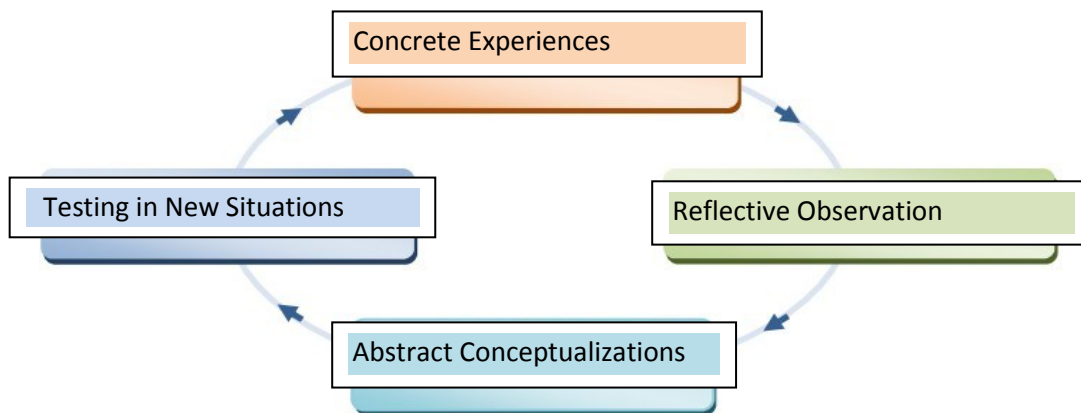 Concrete Experiences
Testing in New Situations
Reflective Observation
Abstract Conceptualizations